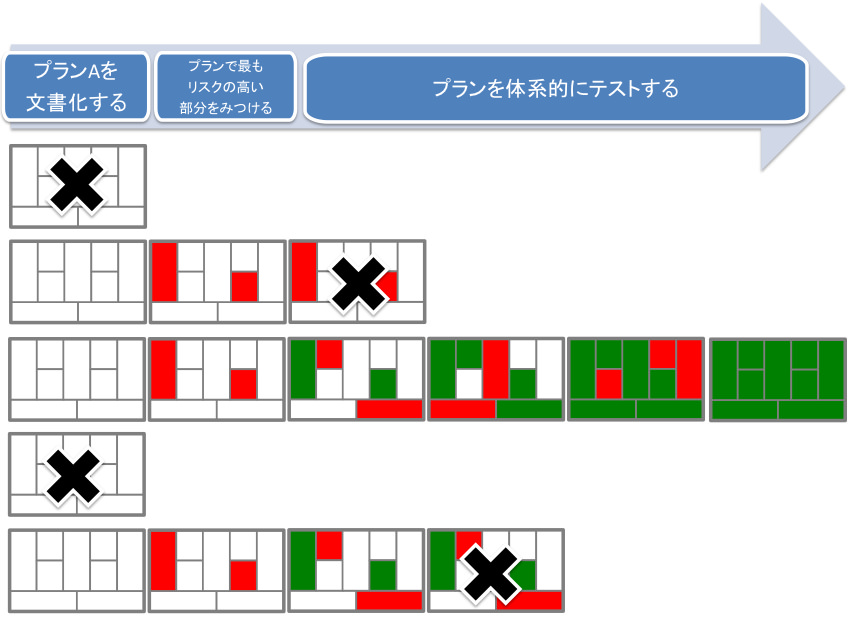 プランAを
文書化する
プランで最も
リスクの高い
部分をみつける
プランを体系的にテストする